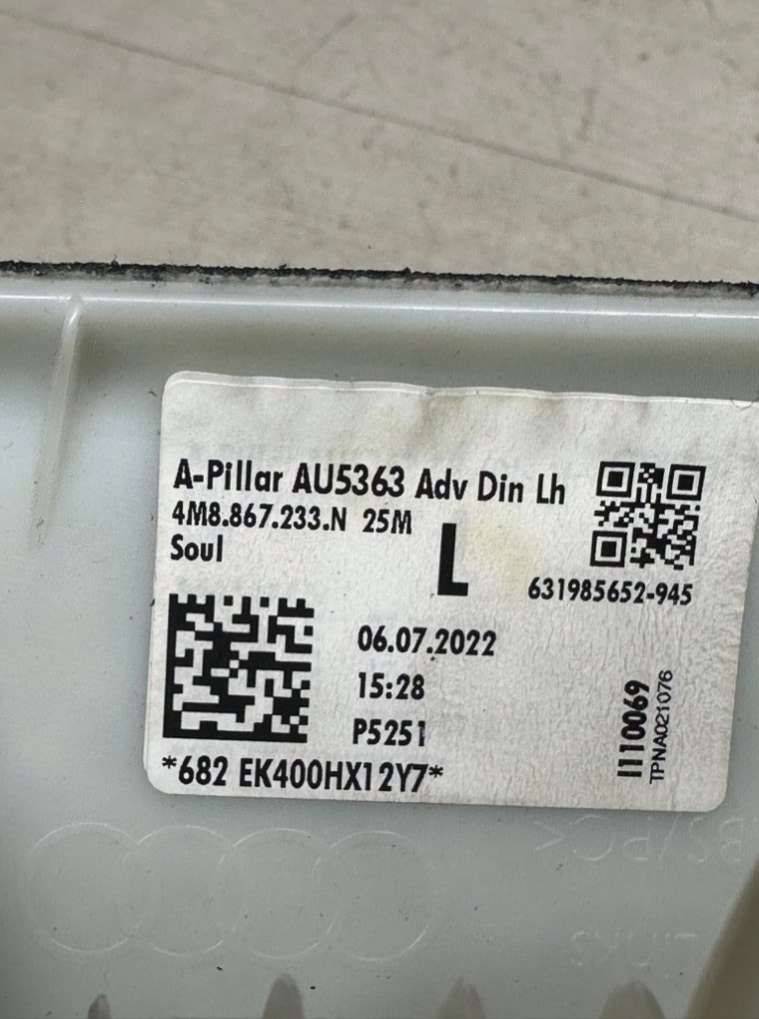 A-Pillar AU5363 Adv Din Lh
4M8.867.233.N 25M
Soul
L
631985652-945
06.07.2022
15:28
P5251
*682 EK400HX12Y7*
1110069
TPNA021076